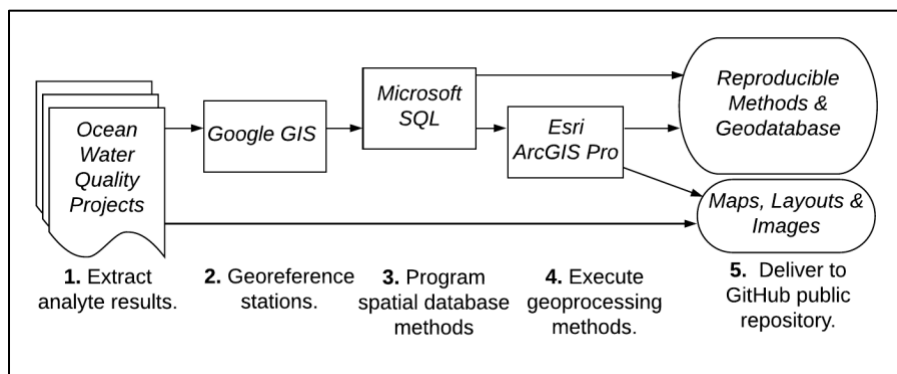 Ocean
Water
Quality
Projects
Google GIS
Microsoft
SQL
Esri
ArcGIS Pro
Reproducible
Methods &
Geodatabase
Maps, Layouts &
Images
1. Extract
analyte results.
2. Georeference
stations.
3. Program
spatial database
methods
4. Execute
geoprocessing
methods.
5. Deliver to
GitHub public
repository.